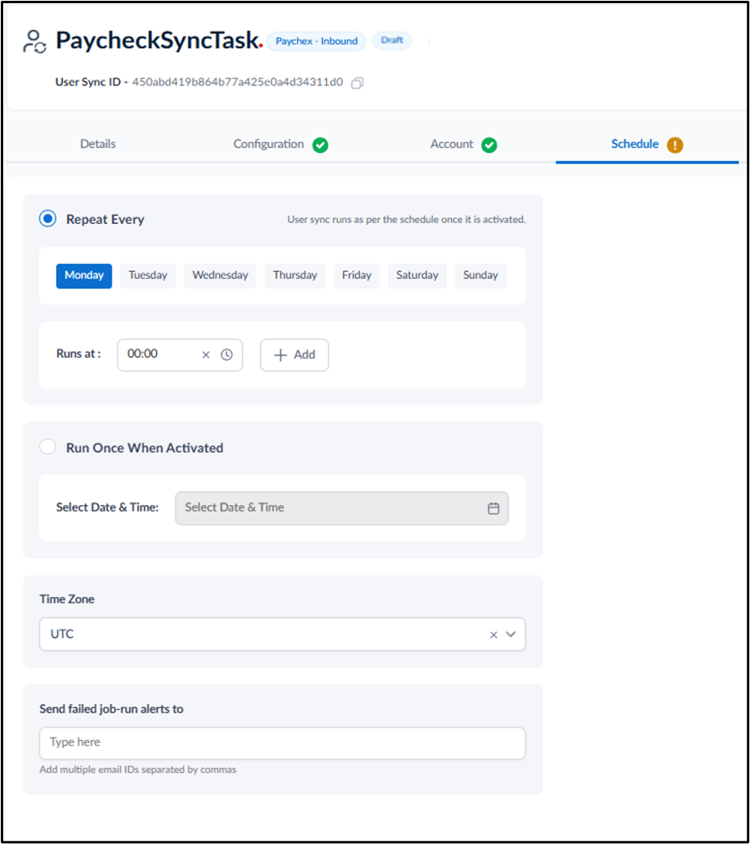 PaycheckSyncTask. Paychex - Inbound Draft
User Sync ID - 450abd419b864b77a425e0a4d34311d0
Details Configuration Account Schedule !
Repeat Every User sync runs as per the schedule once it is activated.
Monday Tuesday Wednesday Thursday Friday Saturday Sunday
Runs at : 00:00 × + Add
Run Once When Activated
Select Date & Time: Select Date & Time
Time Zone
UTC ×
Send failed job-run alerts to
Type here
Add multiple email IDs separated by commas